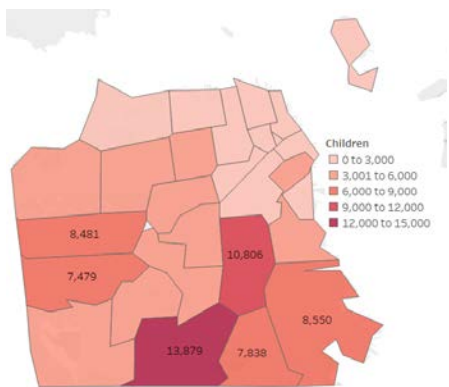 Children
0 to 3,000
3,001 to 6,000
6,000 to 9,000
9,000 to 12,000
12,000 to 15,000
8,481
10,806
7,479
8,550
13,879
7,838